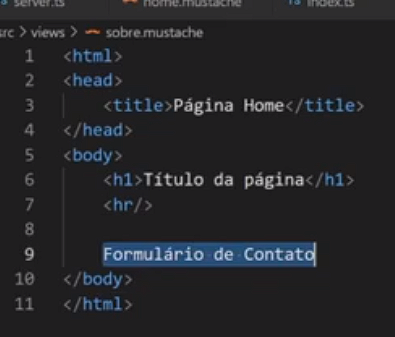 server.ts home.mustache index.ts
src > views > sobre.mustache
1 <html>
2 <head>
3 <title>Página Home</title>
4 </head>
5 <body>
6 <h1>Título da página</h1>
7 <hr/>
8
9 Formulário de Contato
10 </body>
11 </html>